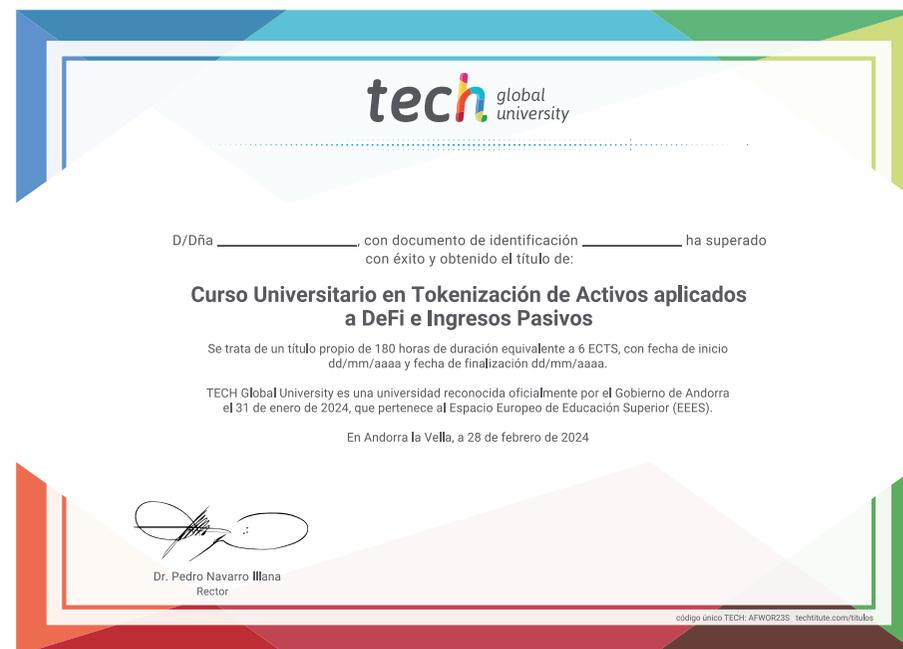 tech global university
D/Dña ____________________, con documento de identificación ______________ ha superado
con éxito y obtenido el título de:
Curso Universitario en Tokenización de Activos aplicados
a DeFi e Ingresos Pasivos
Se trata de un título propio de 180 horas de duración equivalente a 6 ECTS, con fecha de inicio
dd/mm/aaaa y fecha de finalización dd/mm/aaaa.
TECH Global University es una universidad reconocida oficialmente por el Gobierno de Andorra
el 31 de enero de 2024, que pertenece al Espacio Europeo de Educación Superior (EEES).
En Andorra la Vella, a 28 de febrero de 2024
Dr. Pedro Navarro Illana
Rector
código único TECH: AFWOR23S techtitute.com/titulos